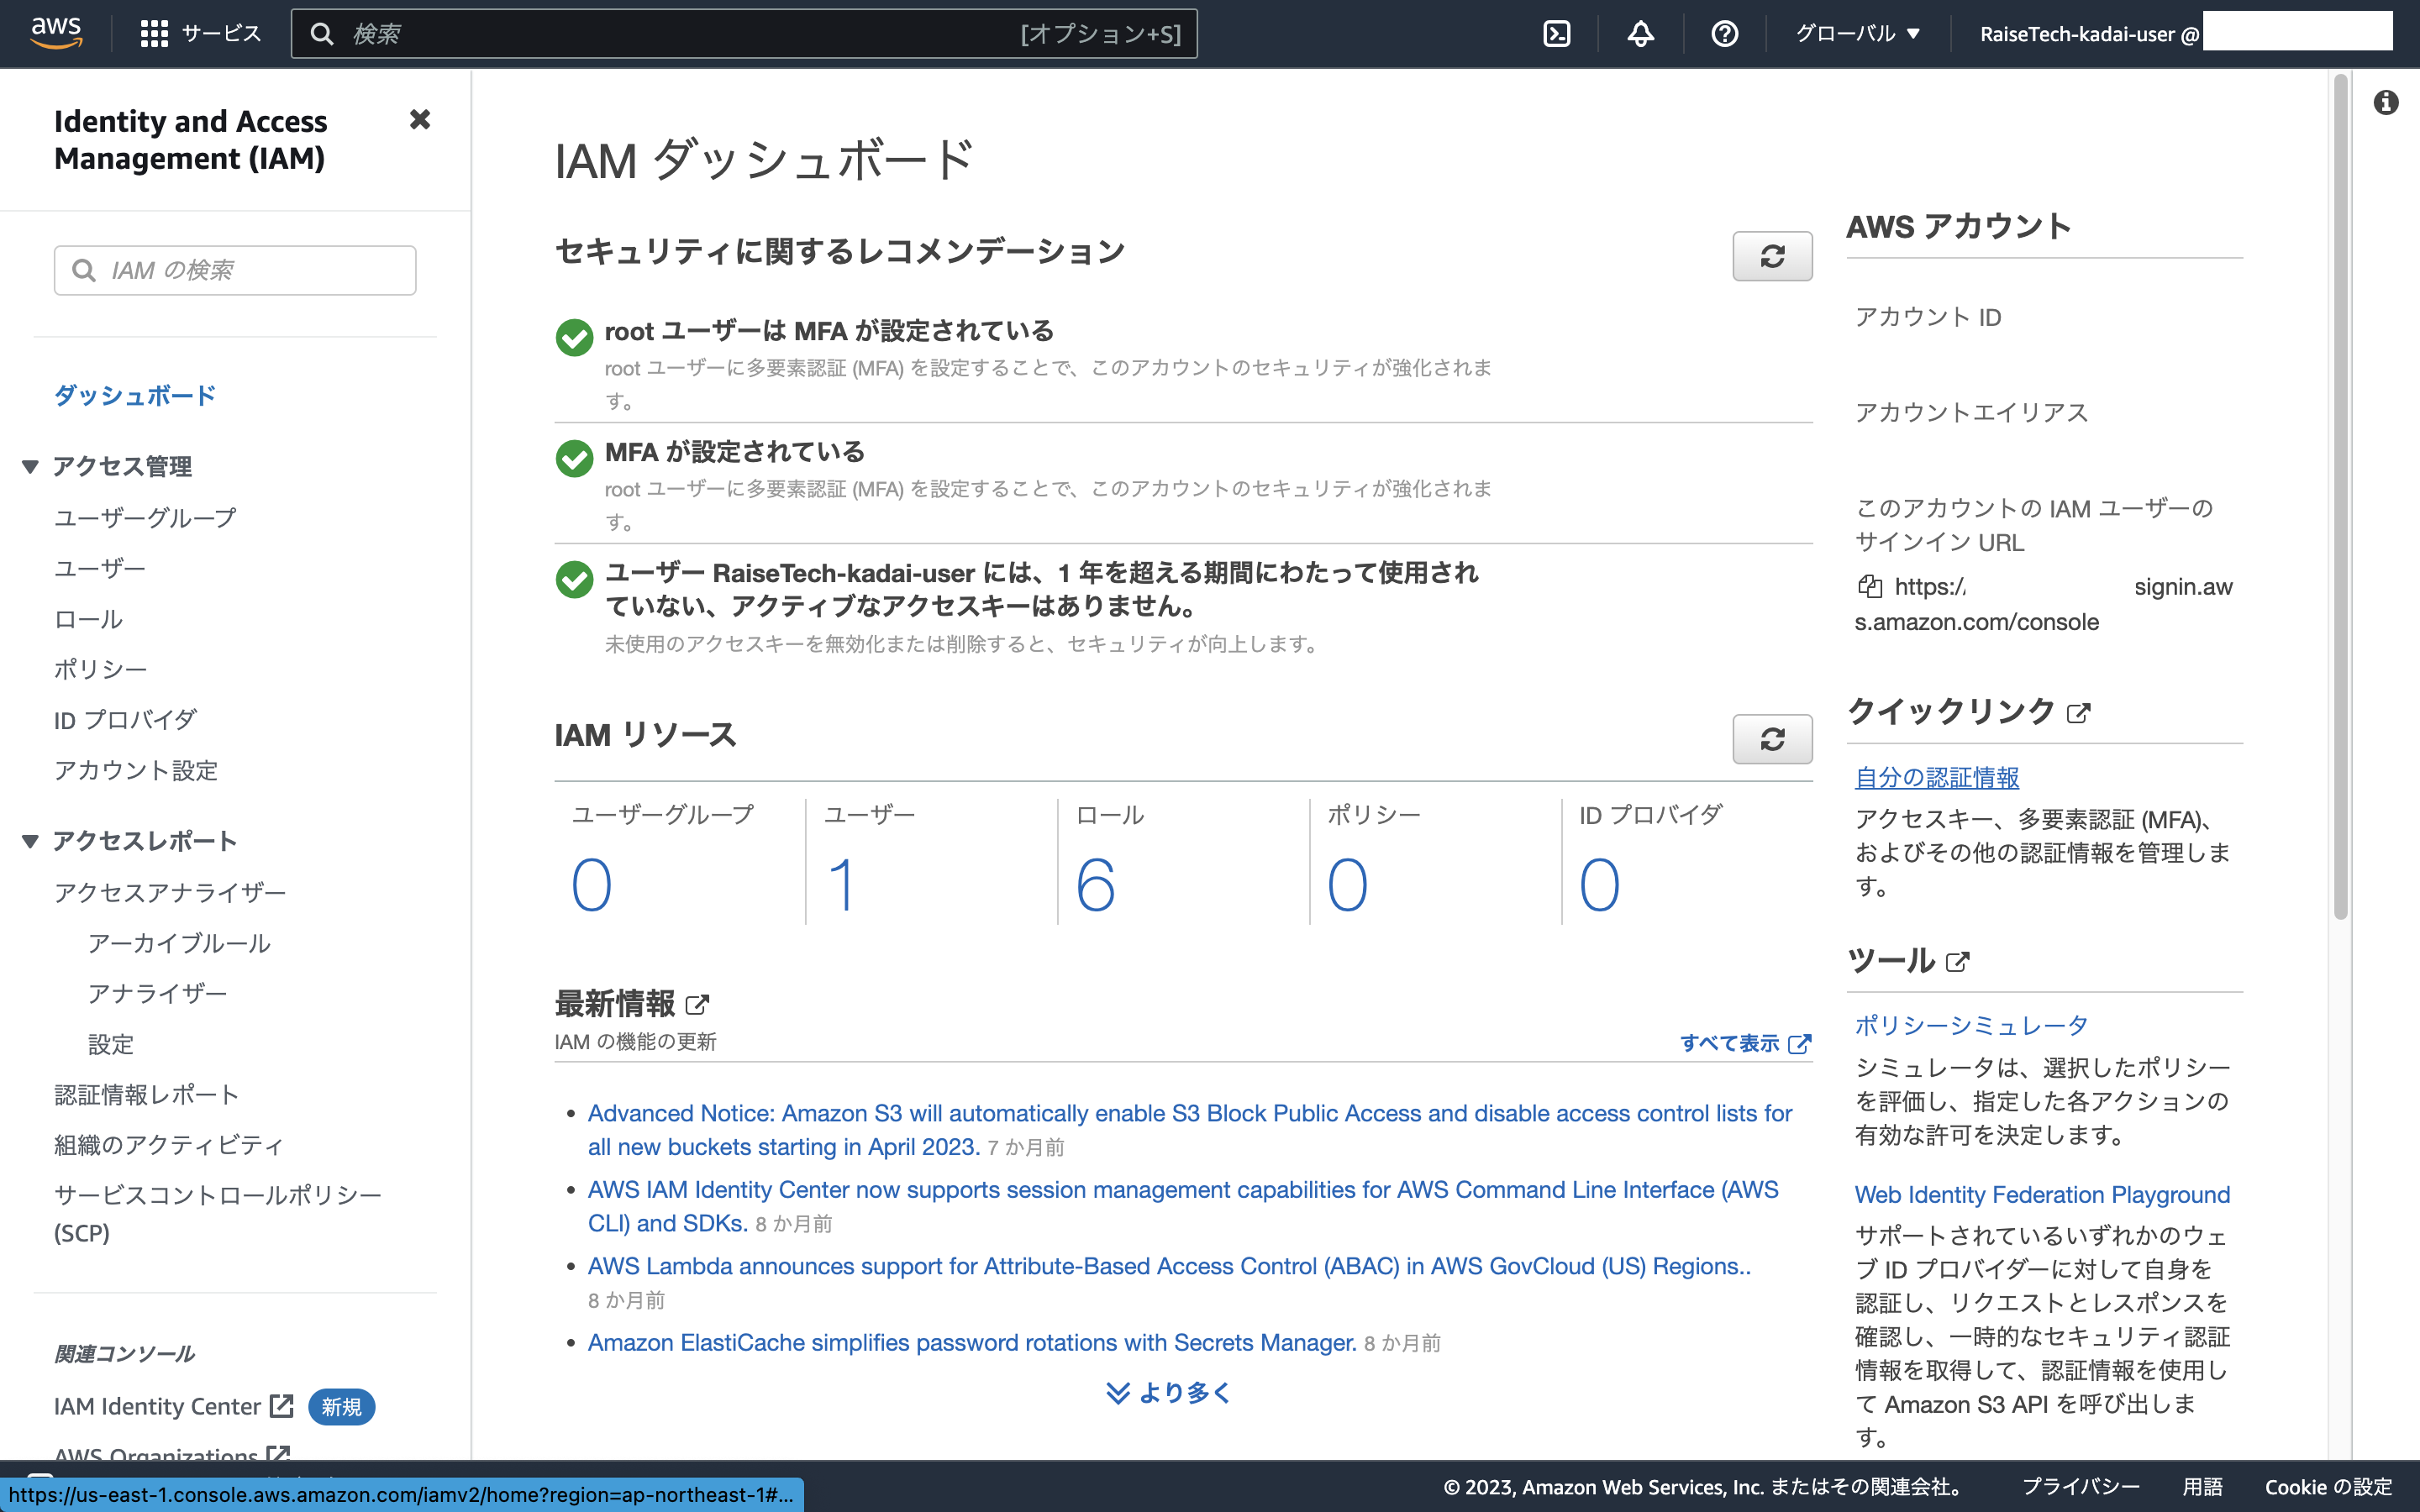 aws
サービス
検索
[オプション+S]
グローバル ▼
RaiseTech-kadai-user @
Identity and Access
Management (IAM)
IAM の検索
ダッシュボード
▼ アクセス管理
ユーザーグループ
ユーザー
ロール
ポリシー
ID プロバイダ
アカウント設定
▼ アクセスレポート
アクセスアナライザー
アーカイブルール
アナライザー
設定
認証情報レポート
組織のアクティビティ
サービスコントロールポリシー
(SCP)
関連コンソール
IAM Identity Center 新規
AWS Organizations
IAM ダッシュボード
セキュリティに関するレコメンデーション
root ユーザーは MFA が設定されている
root ユーザーに多要素認証 (MFA) を設定することで、このアカウントのセキュリティが強化されま
す。
MFA が設定されている
root ユーザーに多要素認証 (MFA) を設定することで、このアカウントのセキュリティが強化されま
す。
ユーザー RaiseTech-kadai-user には、1 年を超える期間にわたって使用され
ていない、アクティブなアクセスキーはありません。
未使用のアクセスキーを無効化または削除すると、セキュリティが向上します。
IAM リソース
ユーザーグループ
0
ユーザー
1
ロール
6
ポリシー
0
ID プロバイダ
0
最新情報
IAM の機能の更新
すべて表示
• Advanced Notice: Amazon S3 will automatically enable S3 Block Public Access and disable access control lists for
all new buckets starting in April 2023. 7 か月前
• AWS IAM Identity Center now supports session management capabilities for AWS Command Line Interface (AWS
CLI) and SDKs. 8 か月前
• AWS Lambda announces support for Attribute-Based Access Control (ABAC) in AWS GovCloud (US) Regions..
8 か月前
• Amazon ElastiCache simplifies password rotations with Secrets Manager. 8 か月前
より多く
AWS アカウント
アカウント ID
アカウントエイリアス
このアカウントの IAM ユーザーの
サインイン URL
https:/ signin.aw
s.amazon.com/console
クイックリンク
自分の認証情報
アクセスキー、多要素認証 (MFA)、
およびその他の認証情報を管理しま
す。
ツール
ポリシーシミュレータ
シミュレータは、選択したポリシー
を評価し、指定した各アクションの
有効な許可を決定します。
Web Identity Federation Playground
サポートされているいずれかのウェ
ブ ID プロバイダーに対して自身を
認証し、リクエストとレスポンスを
確認し、一時的なセキュリティ認証
情報を取得して、認証情報を使用し
て Amazon S3 API を呼び出しま
す。
https://us-east-1.console.aws.amazon.com/iamv2/home?region=ap-northeast-1#...
© 2023, Amazon Web Services, Inc. またはその関連会社。
プライバシー
用語
Cookie の設定